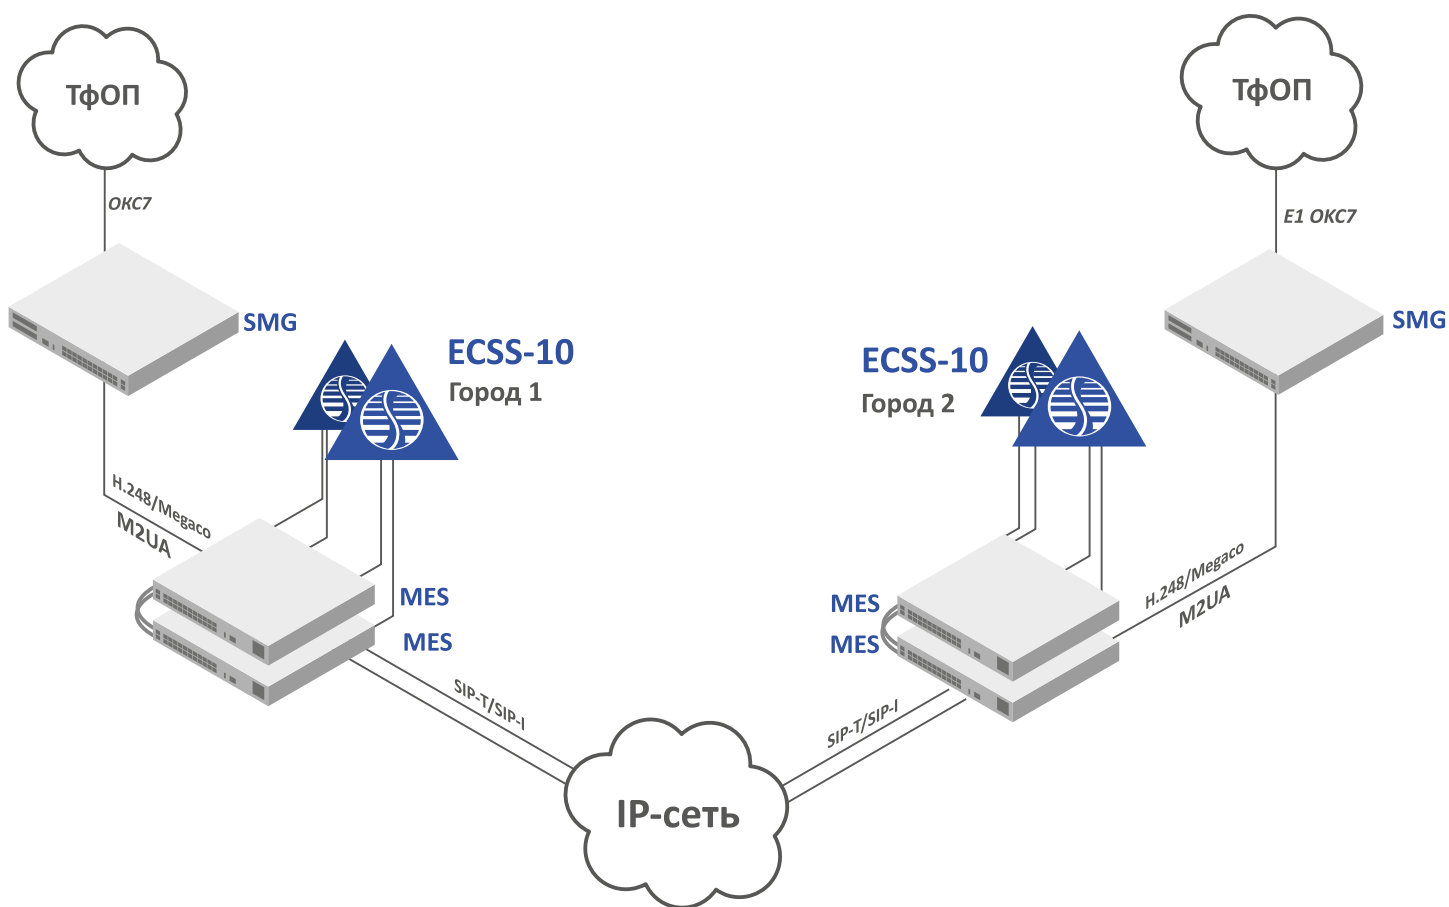 ТфОП
ТфОП
ОКС7
E1 ОКС7
SMG
SMG
ECSS-10
Город 1
ECSS-10
Город 2
H.248/Megaco
M2UA
H.248/Megaco
M2UA
MES
MES
MES
MES
SIP-T/SIP-I
SIP-T/SIP-I
IP-сеть